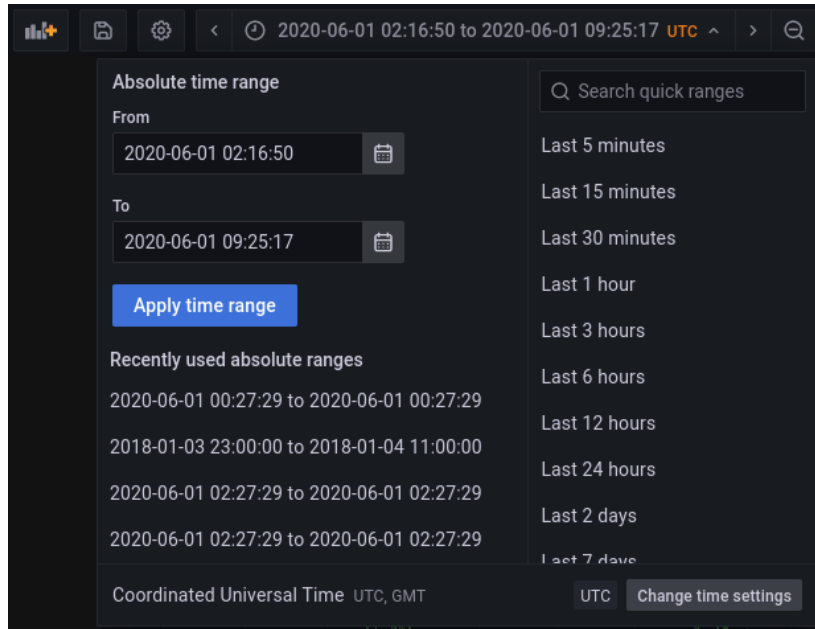 2020-06-01 02:16:50 to 2020-06-01 09:25:17 UTC
Absolute time range
From
2020-06-01 02:16:50
To
2020-06-01 09:25:17
Apply time range
Recently used absolute ranges
2020-06-01 00:27:29 to 2020-06-01 00:27:29
2018-01-03 23:00:00 to 2018-01-04 11:00:00
2020-06-01 02:27:29 to 2020-06-01 02:27:29
2020-06-01 02:27:29 to 2020-06-01 02:27:29
Search quick ranges
Last 5 minutes
Last 15 minutes
Last 30 minutes
Last 1 hour
Last 3 hours
Last 6 hours
Last 12 hours
Last 24 hours
Last 2 days
Last 7 days
Coordinated Universal Time UTC, GMT
UTC
Change time settings